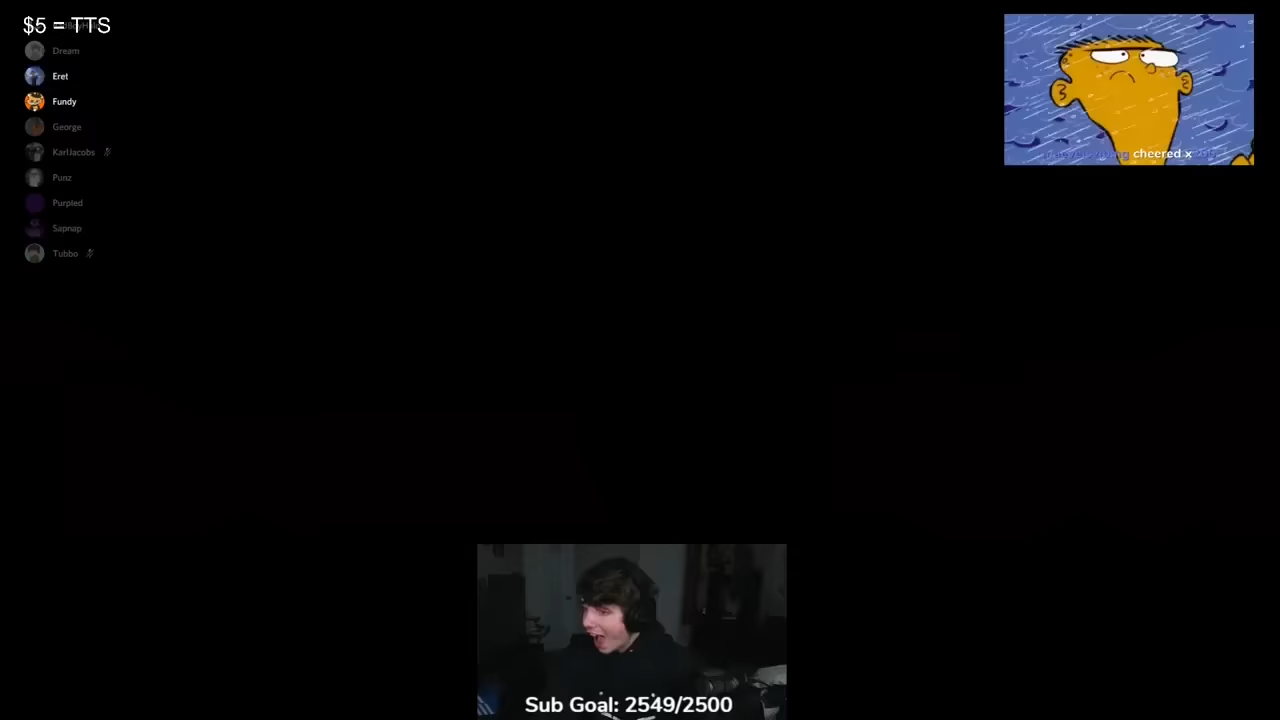 $5 = TTS
Dream
Eret
Fundy
George
KarlJacobs
Punz
Purpled
Sapnap
Tubbo
cheered x
Sub Goal: 2549/2500